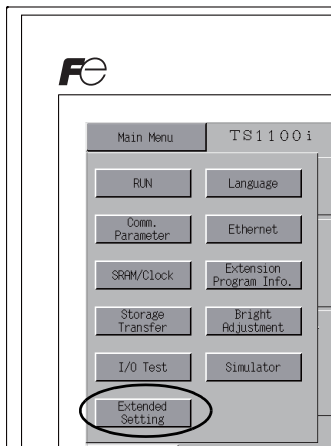 Fe
Main Menu
TS1100i
RUN
Language
Comm.
Parameter
Ethernet
SRAM/Clock
Extension
Program Info.
Storage
Transfer
Bright
Adjustment
I/O Test
Simulator
Extended
Setting